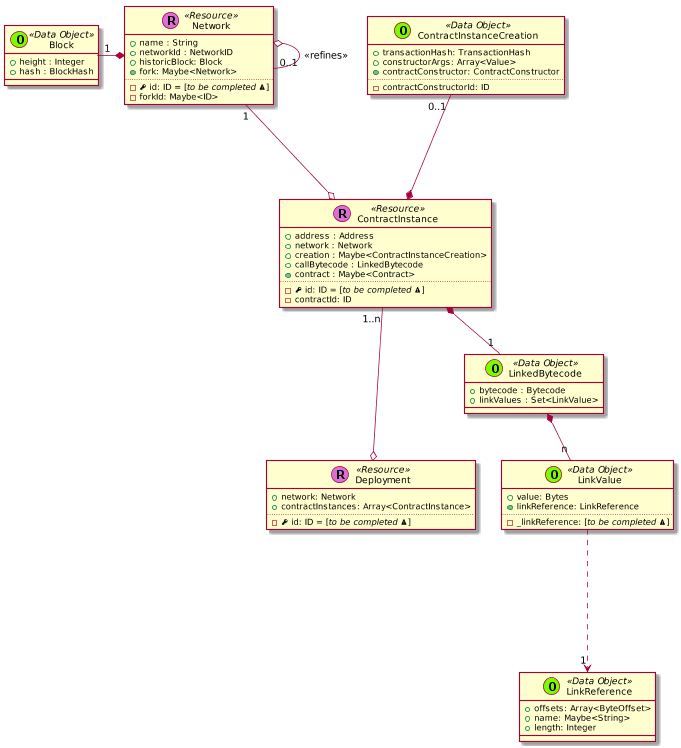 O «Data Object»
Block
height : Integer
hash : BlockHash
1
R «Resource»
Network
name : String
networkId : NetworkID
historicBlock: Block
fork: Maybe<Network>
id: ID = [to be completed ]
forkId: Maybe<ID>
«refines»
0..1
O «Data Object»
ContractInstanceCreation
transactionHash: TransactionHash
constructorArgs: Array<Value>
contractConstructor: ContractConstructor
contractConstructorId: ID
1
0..1
R «Resource»
ContractInstance
address : Address
network : Network
creation : Maybe<ContractInstanceCreation>
callBytecode : LinkedBytecode
contract : Maybe<Contract>
id: ID = [to be completed ]
contractId: ID
1..n
1
O «Data Object»
LinkedBytecode
bytecode : Bytecode
linkValues : Set<LinkValue>
n
R «Resource»
Deployment
network: Network
contractInstances: Array<ContractInstance>
id: ID = [to be completed ]
O «Data Object»
LinkValue
value: Bytes
linkReference: LinkReference
_linkReference: [to be completed ]
1
O «Data Object»
LinkReference
offsets: Array<ByteOffset>
name: Maybe<String>
length: Integer